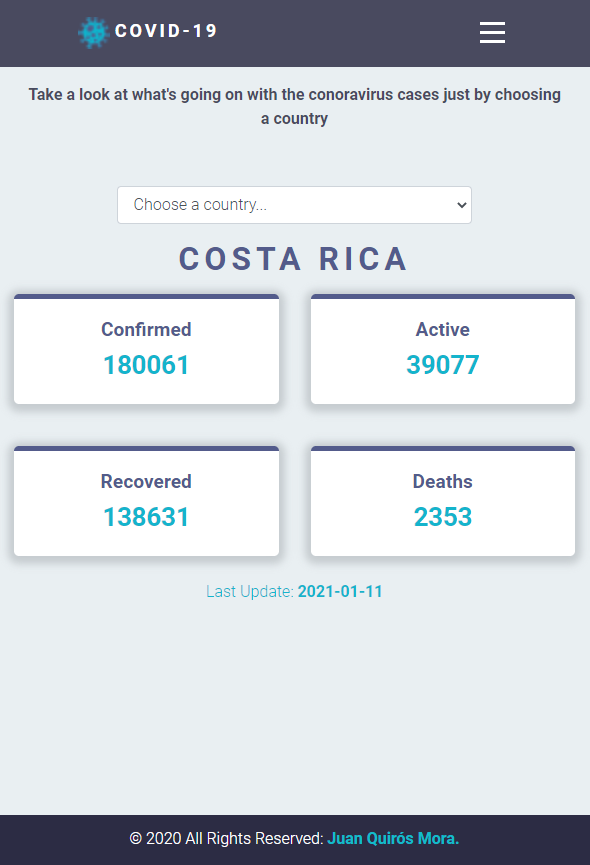 COVID-19
Take a look at what's going on with the conoravirus cases just by choosing
a country
Choose a country...
COSTA RICA
Confirmed
180061
Active
39077
Recovered
138631
Deaths
2353
Last Update: 2021-01-11
© 2020 All Rights Reserved: Juan Quirós Mora.